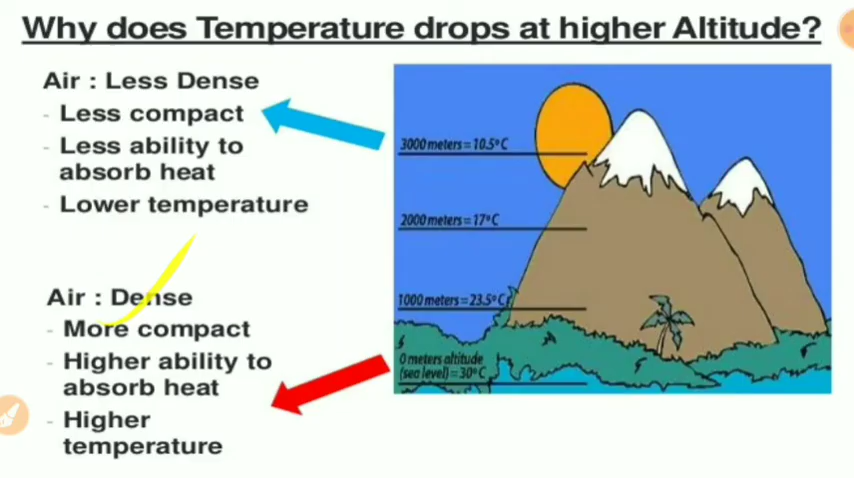 Why does Temperature drops at higher Altitude?
Air : Less Dense
- Less compact
- Less ability to
absorb heat
- Lower temperature
Air : Dense
- More compact
- Higher ability to
absorb heat
- Higher
temperature
3000 meters = 10.5°C
2000 meters = 17°C
1000 meters = 23.5°C
0 meters altitude
(sea level) = 30°C